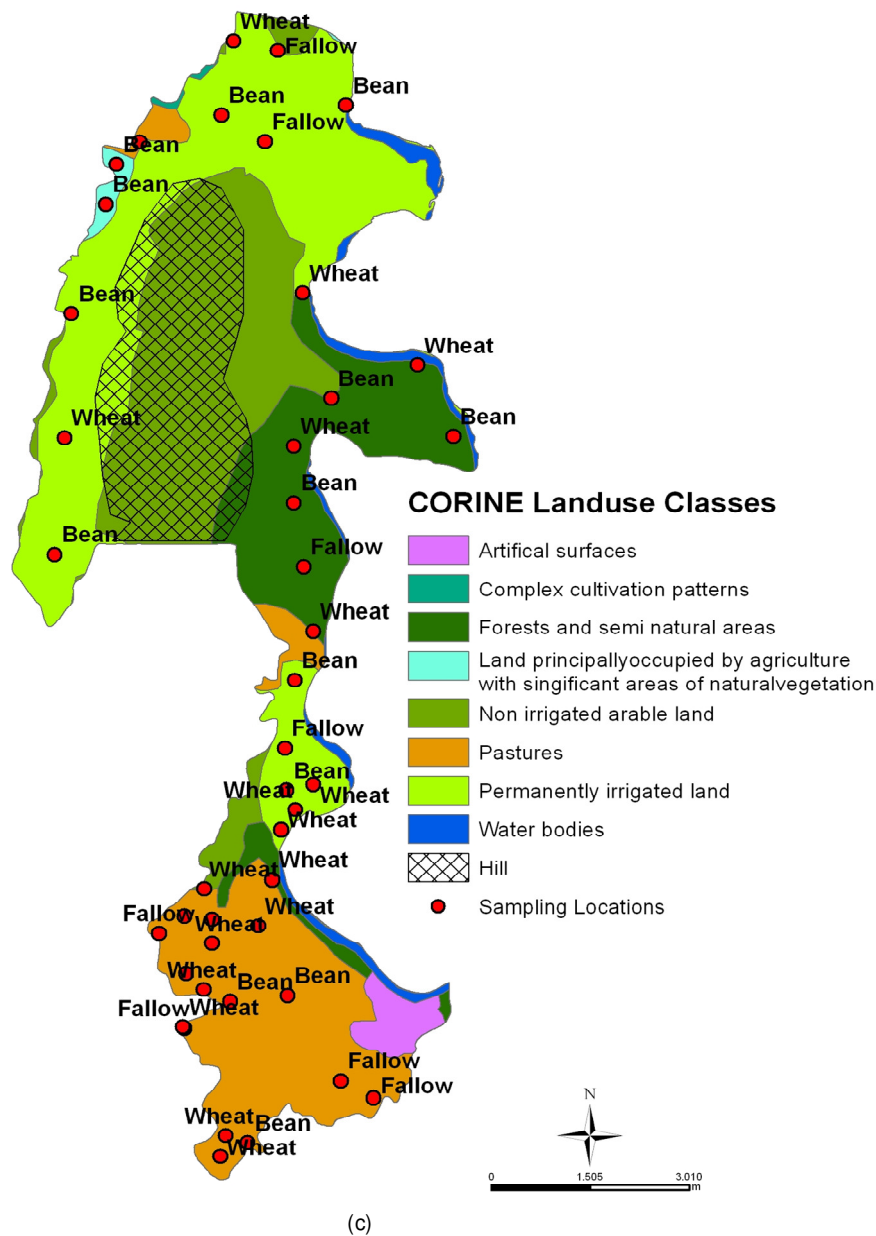 Wheat
Fallow
Bean
Bean
Fallow
Bean
Bean
Wheat
Bean
Wheat
Bean
Wheat
Bean
Wheat
Bean
Bean
Fallow
Wheat
Bean
Fallow
Bean
Wheat
Wheat
Wheat
Wheat
Wheat
Wheat
Fallow
Wheat
Wheat
Bean
Bean
Fallow
Wheat
Fallow
Fallow
Wheat
Bean
Wheat
CORINE Landuse Classes
Artifical surfaces
Complex cultivation patterns
Forests and semi natural areas
Land principallyoccupied by agriculture
with singificant areas of naturalvegetation
Non irrigated arable land
Pastures
Permanently irrigated land
Water bodies
Hill
Sampling Locations
N
0 1.505 3.010
m
(c)